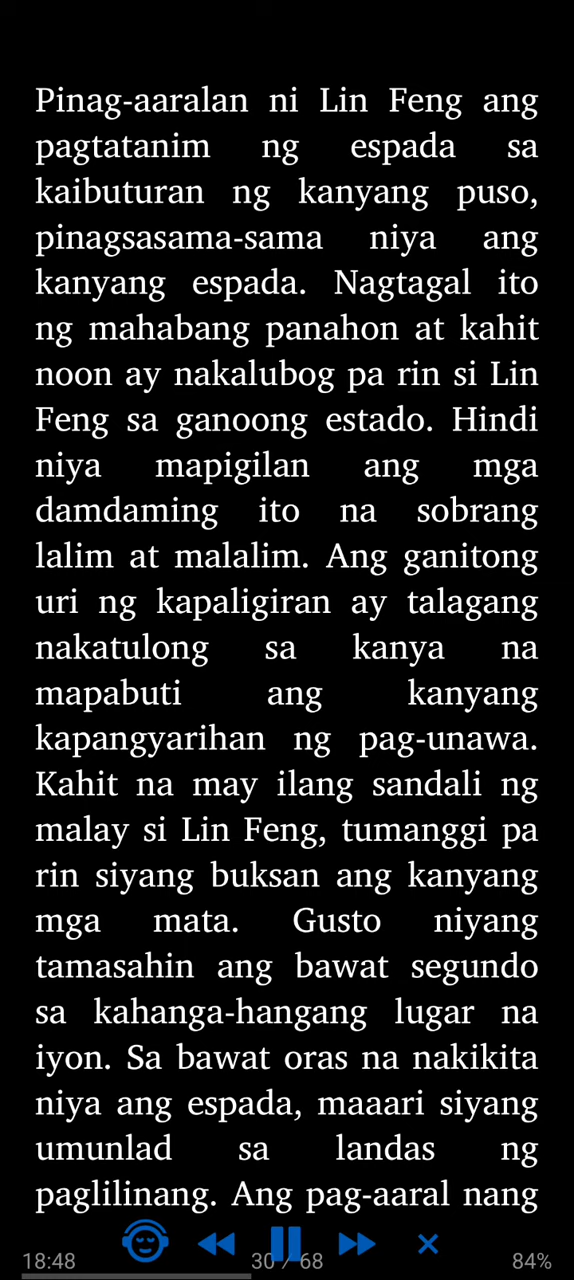 Pinag-aaralan ni Lin Feng ang
pagtatanim ng espada sa
kaibuturan ng kanyang puso,
pinagsasama-sama niya ang
kanyang espada. Nagtagal ito
ng mahabang panahon at kahit
noon ay nakalubog pa rin si Lin
Feng sa ganoong estado. Hindi
niya mapigilan ang mga
damdaming ito na sobrang
lalim at malalim. Ang ganitong
uri ng kapaligiran ay talagang
nakatulong sa kanya na
mapabuti ang kanyang
kapangyarihan ng pag-unawa.
Kahit na may ilang sandali ng
malay si Lin Feng, tumanggi pa
rin siyang buksan ang kanyang
mga mata. Gusto niyang
tamasahin ang bawat segundo
sa kahanga-hangang lugar na
iyon. Sa bawat oras na nakikita
niya ang espada, maaari siyang
umunlad sa landas ng
paglilinang. Ang pag-aaral nang
18:48 30 / 68 84%